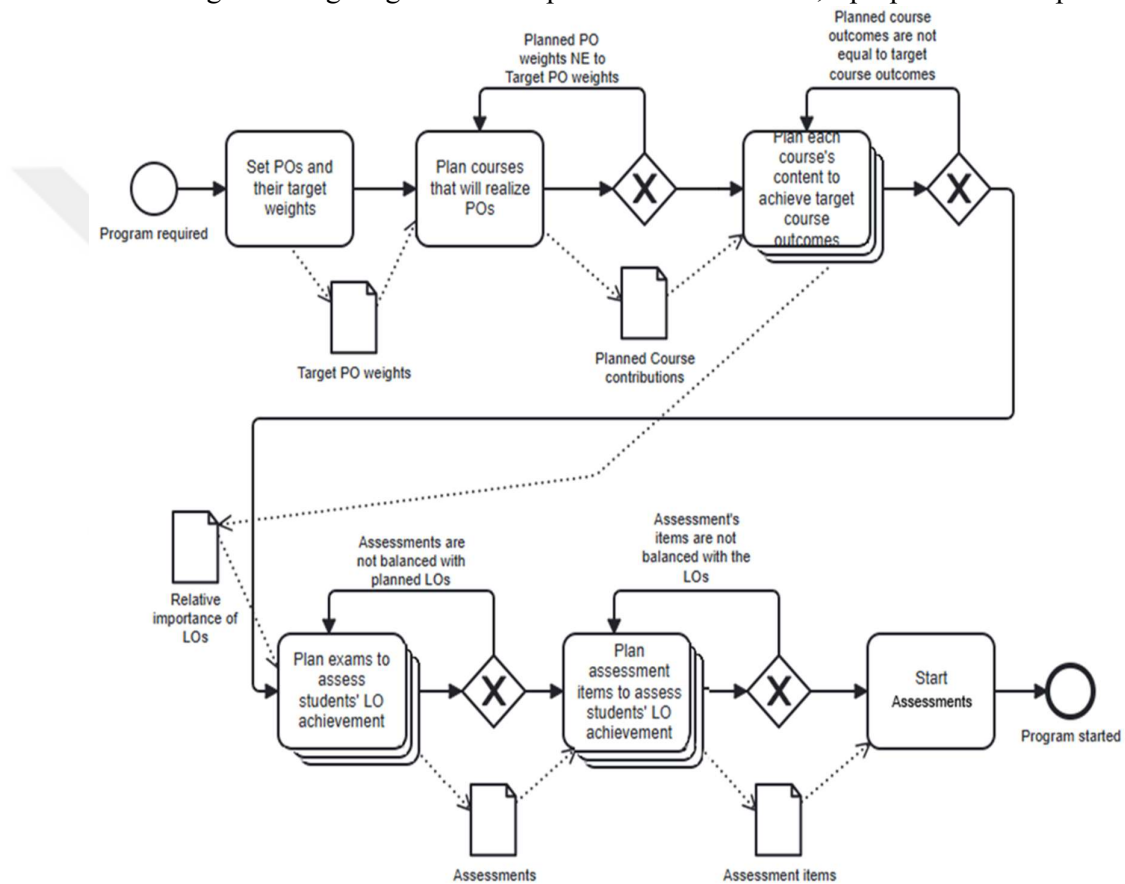 Planned PO
weights NE to
Target PO weights
Planned course
outcomes are not
equal to target
course outcomes
Program required
Set POs and
their target
weights
Plan courses
that will realize
POs
X
Plan each
course's
content to
achieve target
course
outcomes
X
Target PO weights
Planned Course
contributions
Relative
importance of
LOs
Assessments are
not balanced with
planned LOs
Assessment's
items are not
balanced with the
LOs
Plan exams to
assess
students' LO
achievement
X
Plan
assessment
items to assess
students' LO
achievement
X
Start
Assessments
Program started
Assessments
Assessment items